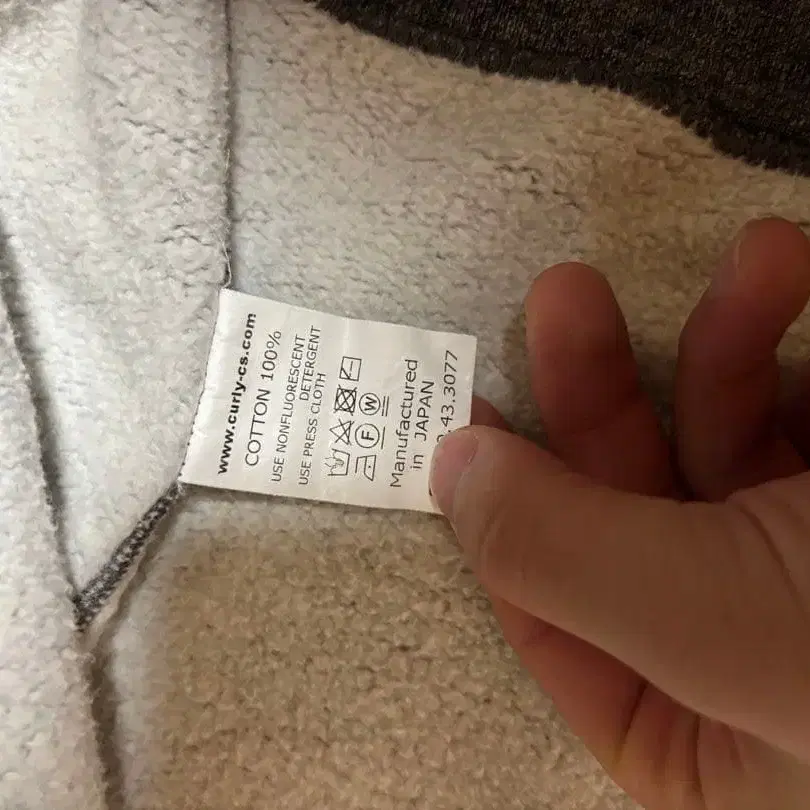 www.curly-cs.com
COTTON 100%
USE NONFLUORESCENT
DETERGENT
USE PRESS CLOTH
F W
Manufactured
in JAPAN
43.3077